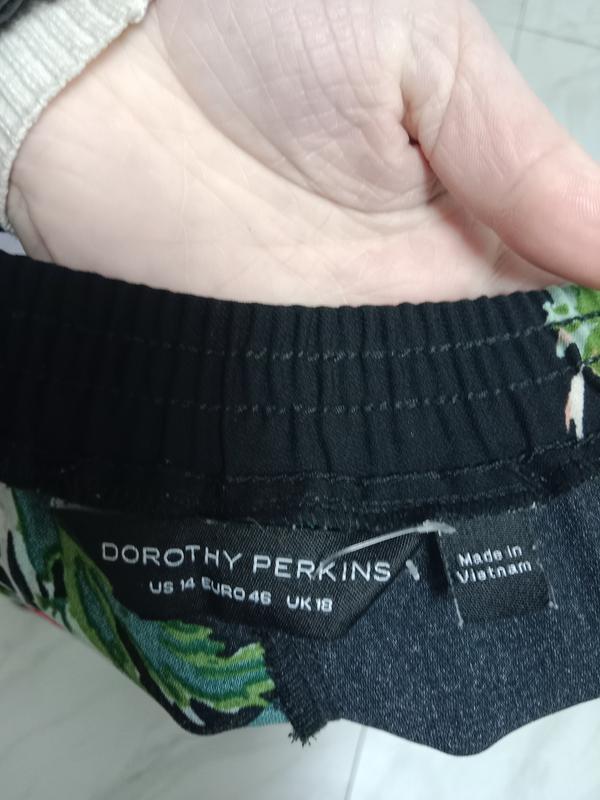 DOROTHY PERKINS
US 14 EURO 46 UK 18
Made in
Vietnam